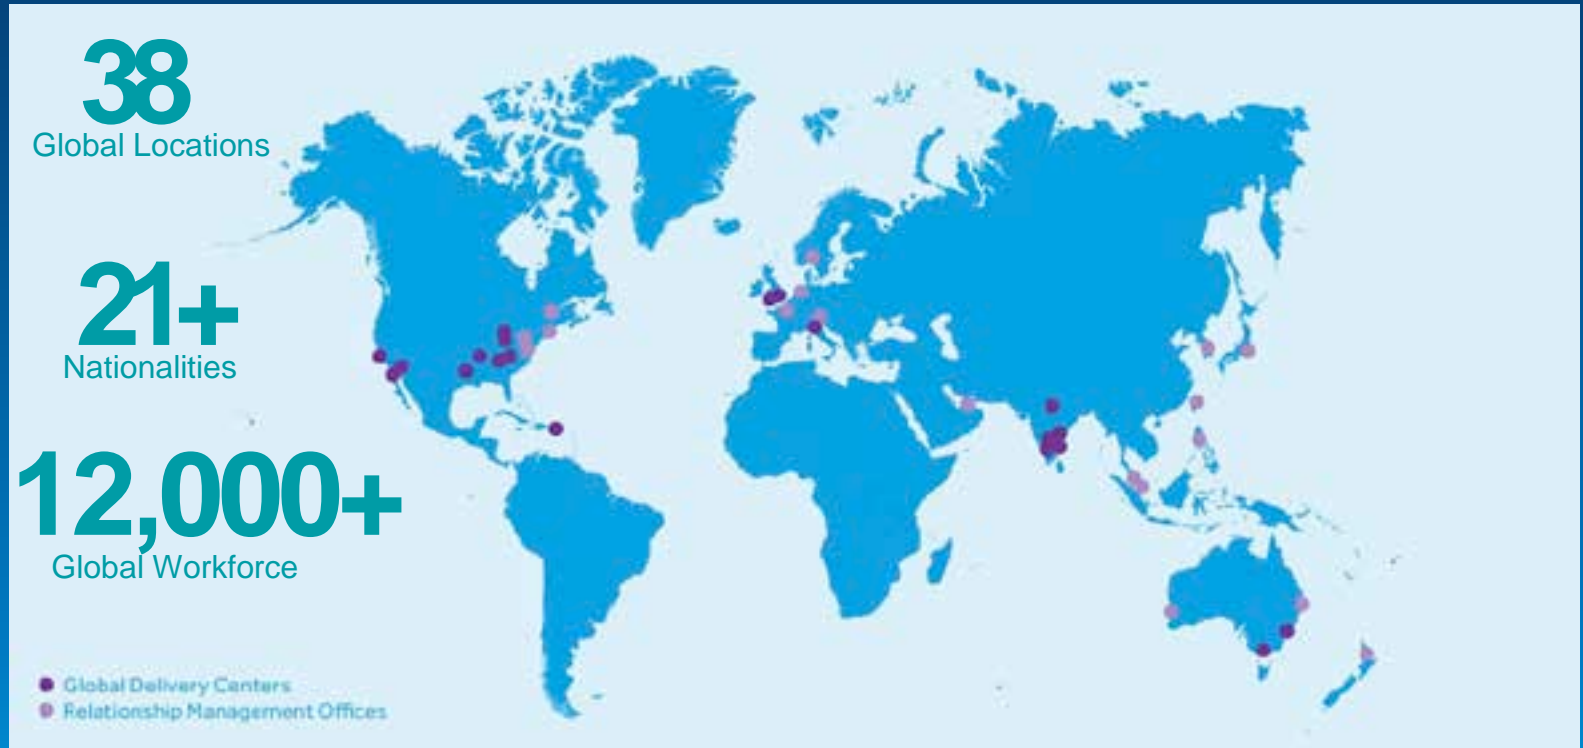 38
Global Locations
21+
Nationalities
12,000+
Global Workforce
Global Delivery Centers
Relationship Management Offices